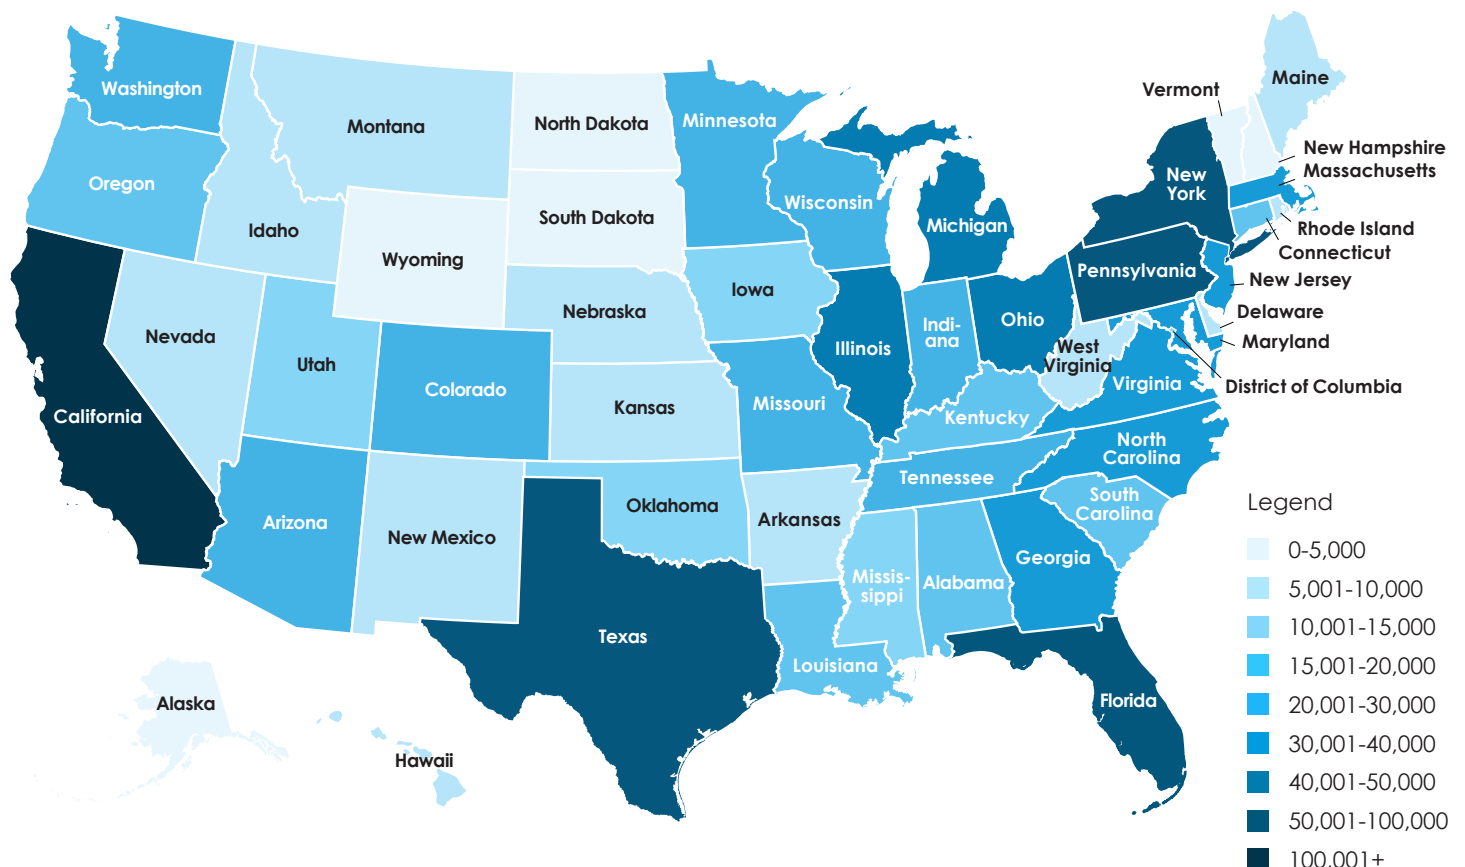 Washington
Oregon
California
Nevada
Idaho
Montana
Wyoming
Utah
Arizona
Colorado
New Mexico
North Dakota
South Dakota
Nebraska
Kansas
Oklahoma
Texas
Minnesota
Iowa
Missouri
Arkansas
Louisiana
Wisconsin
Illinois
Michigan
Indi-
ana
Ohio
Kentucky
Tennessee
Missis-
sippi
Alabama
Georgia
Florida
South
Carolina
North
Carolina
Virginia
West
Virginia
Pennsylvania
New
York
Vermont
Maine
New Hampshire
Massachusetts
Rhode Island
Connecticut
New Jersey
Delaware
Maryland
District of Columbia
Alaska
Hawaii
Legend
0-5,000
5,001-10,000
10,001-15,000
15,001-20,000
20,001-30,000
30,001-40,000
40,001-50,000
50,001-100,000
100,001+